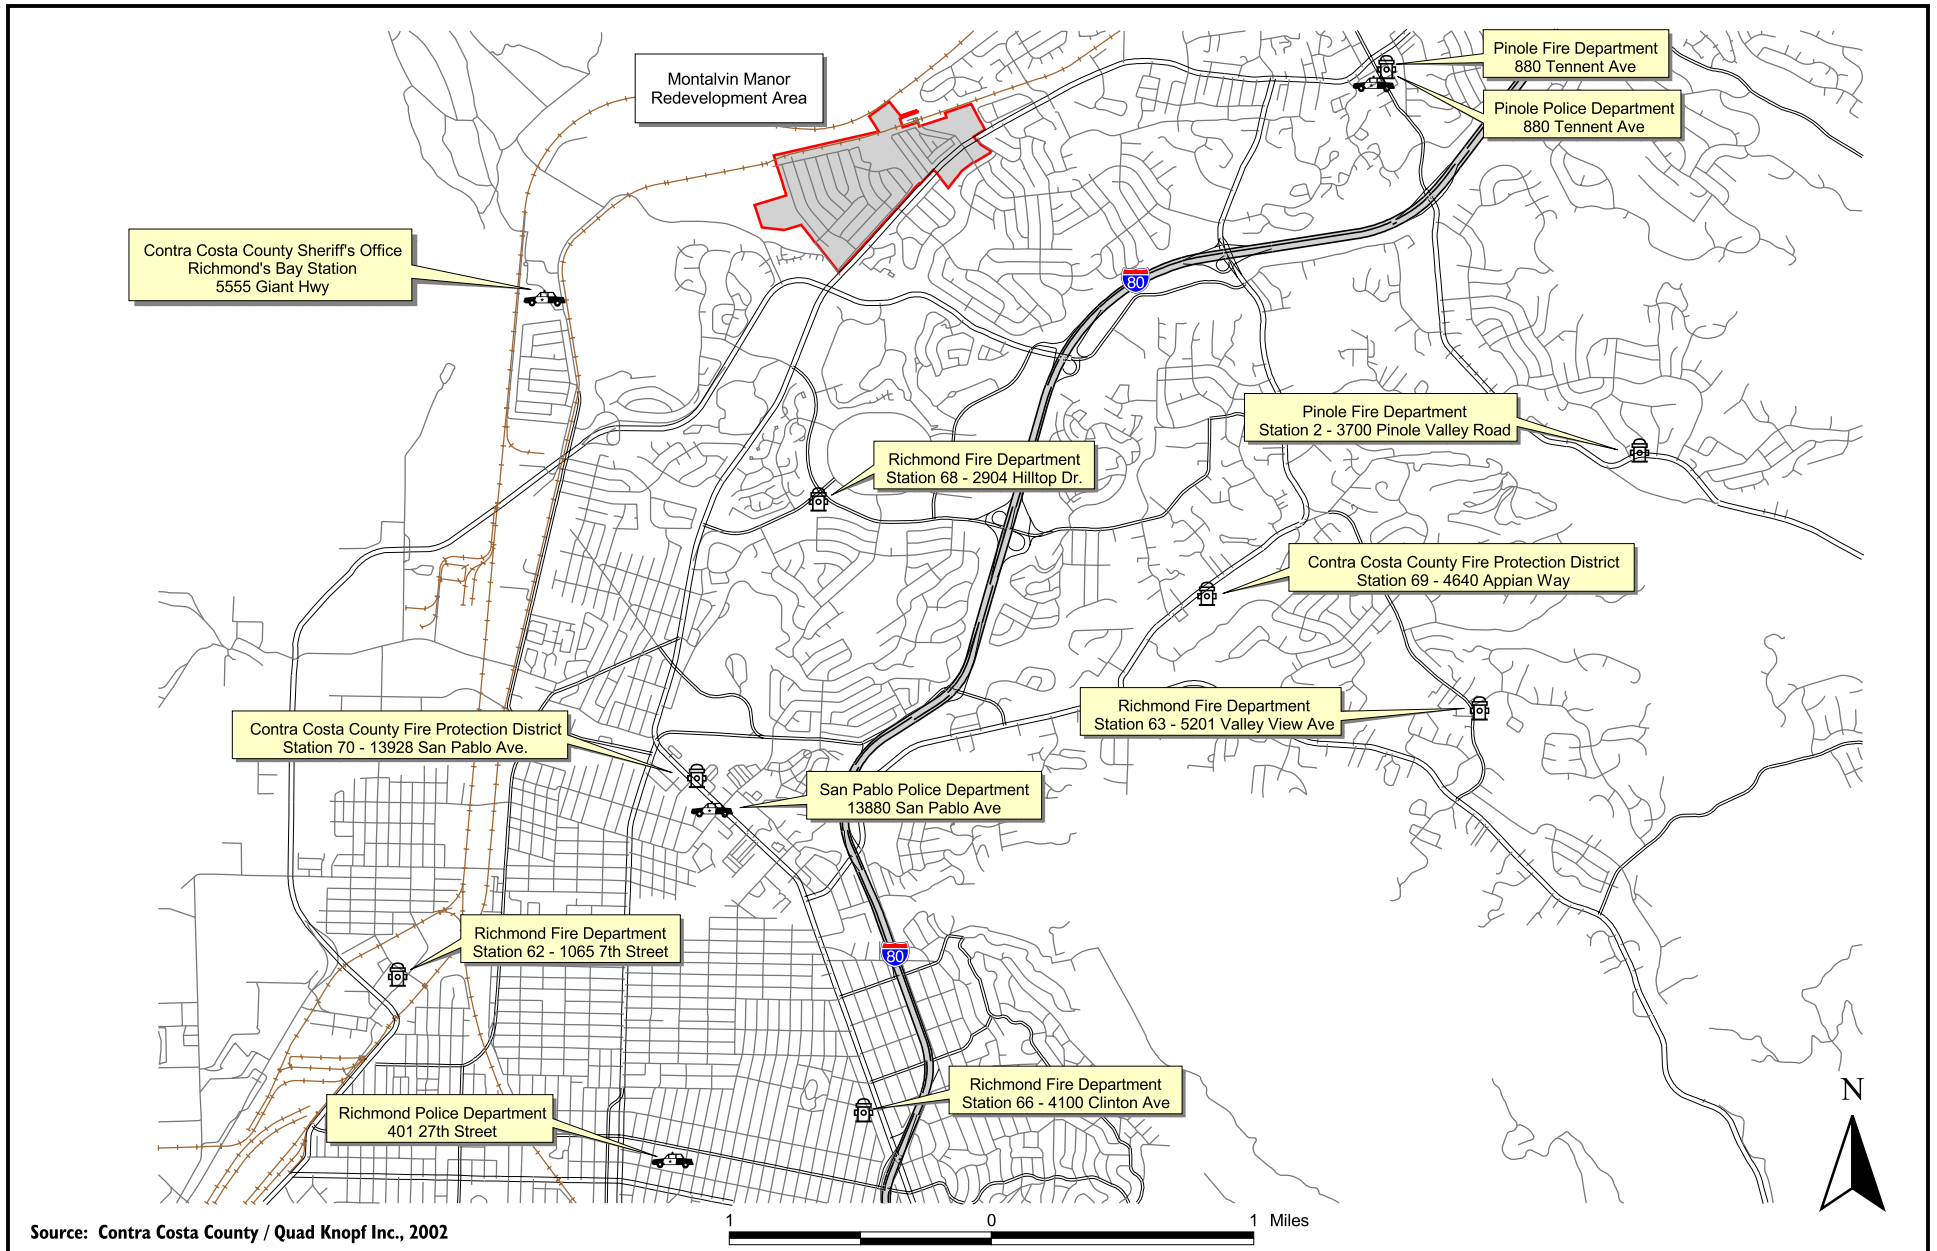 Montalvin Manor
Redevelopment Area
Pinole Fire Department
880 Tennent Ave
Pinole Police Department
880 Tennent Ave
Contra Costa County Sheriff's Office
Richmond's Bay Station
5555 Giant Hwy
80
Pinole Fire Department
Station 2 - 3700 Pinole Valley Road
Richmond Fire Department
Station 68 - 2904 Hilltop Dr.
Contra Costa County Fire Protection District
Station 69 - 4640 Appian Way
Richmond Fire Department
Station 63 - 5201 Valley View Ave
Contra Costa County Fire Protection District
Station 70 - 13928 San Pablo Ave.
San Pablo Police Department
13880 San Pablo Ave
Richmond Fire Department
Station 62 - 1065 7th Street
80
Richmond Fire Department
Station 66 - 4100 Clinton Ave
Richmond Police Department
401 27th Street
N
1 0 1 Miles
Source: Contra Costa County / Quad Knopf Inc., 2002